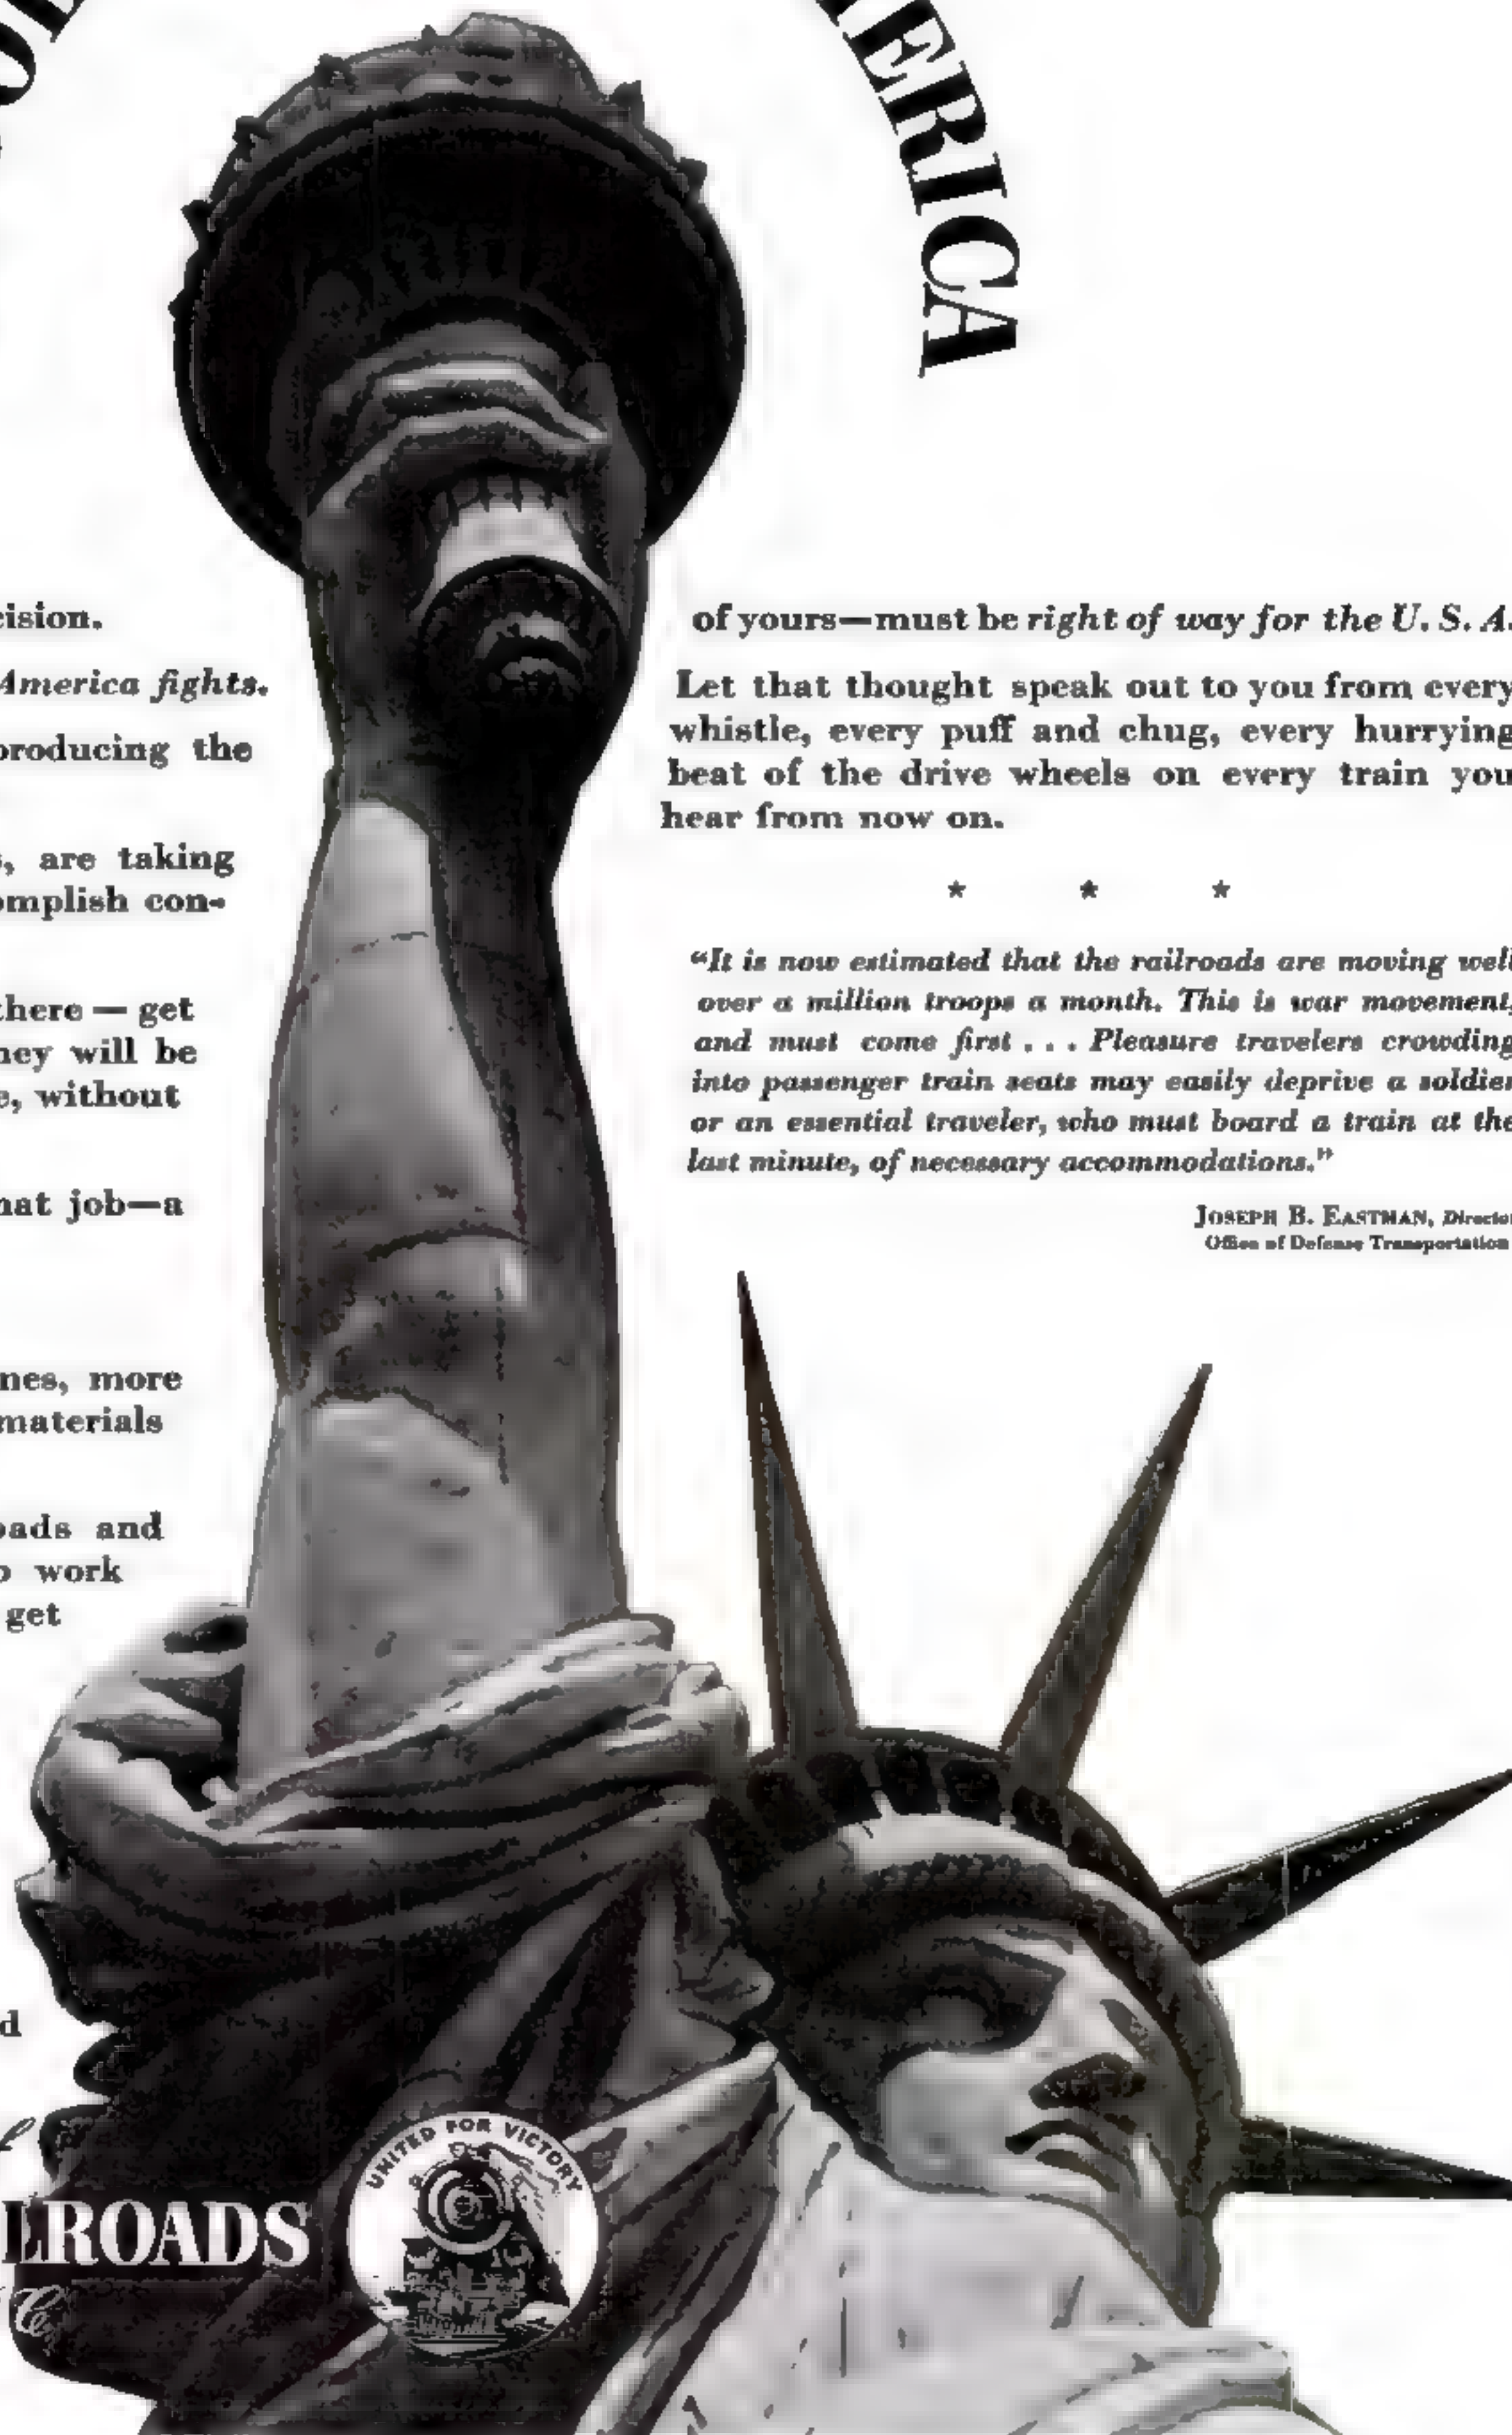 AMERICA
cision.
America fights.
producing the
, are taking
omplish con-
there — get
hey will be
e, without
hat job—a
nes, more
materials
oads and
work
get
of yours—must be right of way for the U. S. A.
Let that thought speak out to you from every
whistle, every puff and chug, every hurrying
beat of the drive wheels on every train you
hear from now on.
* * *
“It is now estimated that the railroads are moving well
over a million troops a month. This is war movement,
and must come first . . . Pleasure travelers crowding
into passenger train seats may easily deprive a soldier
or an essential traveler, who must board a train at the
last minute, of necessary accommodations.”
JOSEPH B. EASTMAN, Director
Office of Defense Transportation
UNITED FOR VICTORY
LROADS